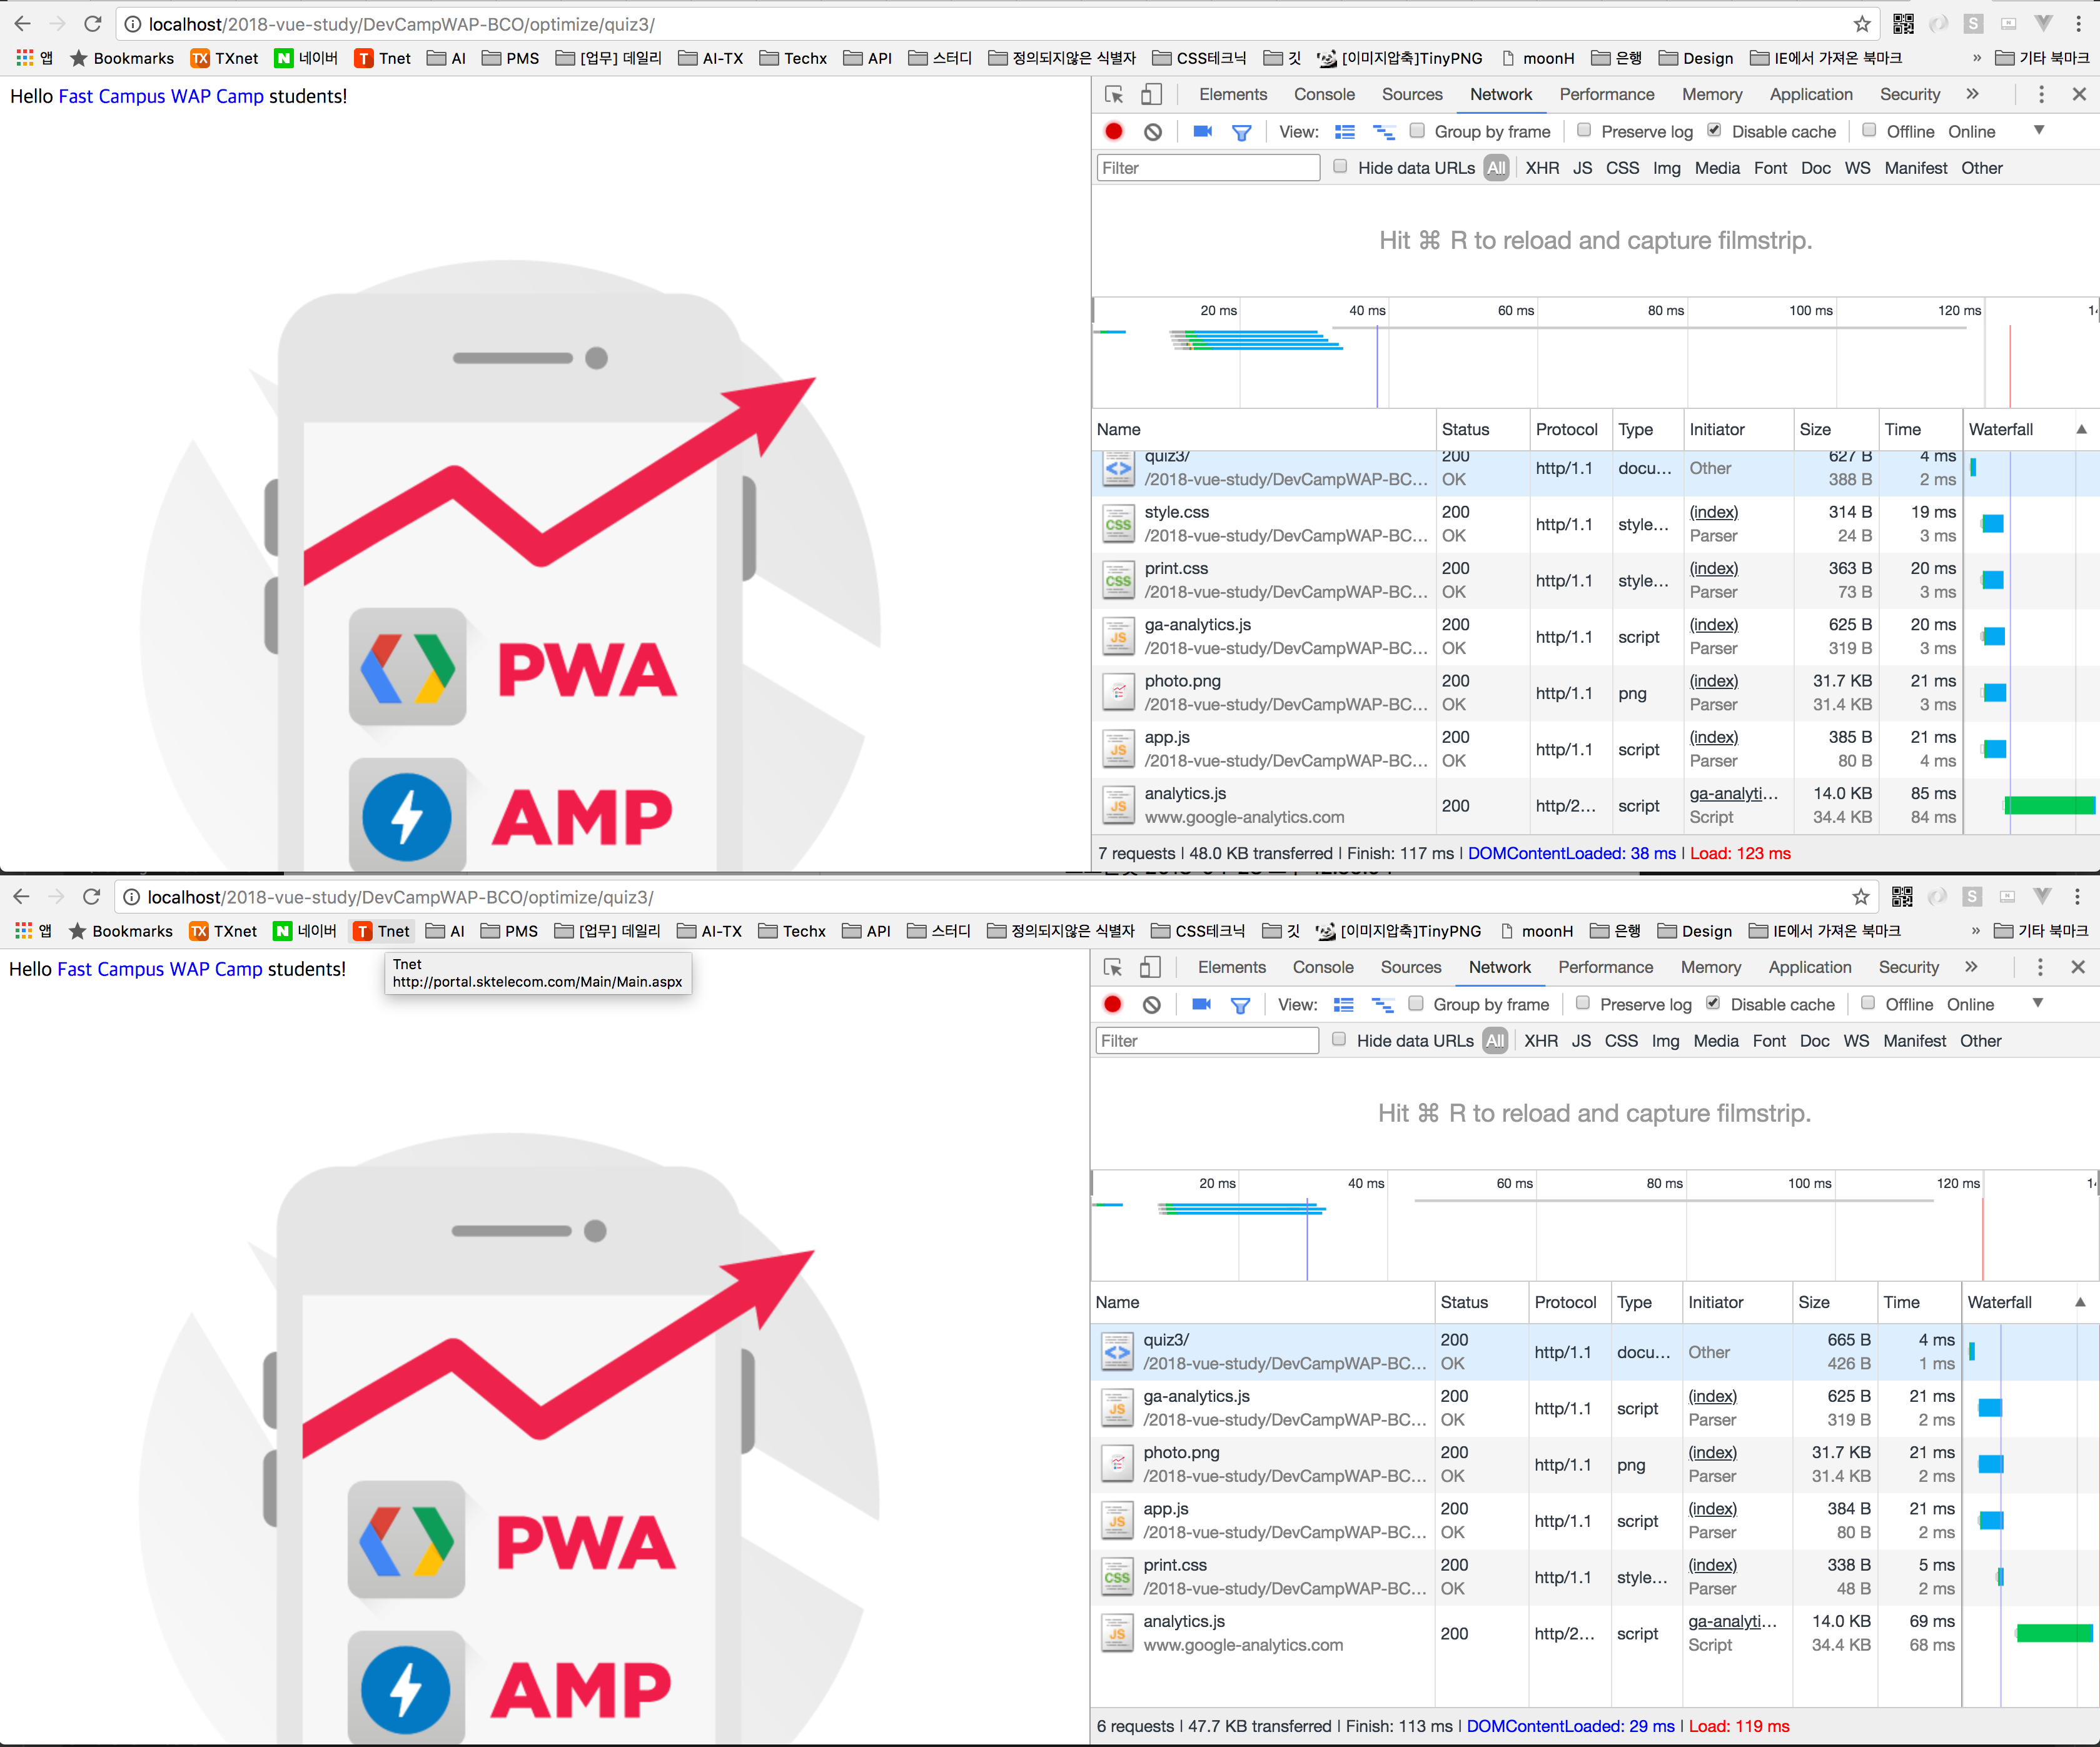 localhost/2018-vue-study/DevCampWAP-BCO/optimize/quiz3/
앱 Bookmarks TX TXnet N 네이버 T Tnet AI PMS [업무] 데일리 AI-TX Techx API 스터디 정의되지않은 식별자 CSS테크닉 깃 [이미지압축]TinyPNG moonH 은행 Design IE에서 가져온 북마크 » 기타 북마크
Hello Fast Campus WAP Camp students!
PWA
AMP
Elements Console Sources Network Performance Memory Application Security »
View: Group by frame Preserve log Disable cache Offline Online
Filter Hide data URLs All XHR JS CSS Img Media Font Doc WS Manifest Other
Hit ⌘ R to reload and capture filmstrip.
20 ms 40 ms 60 ms 80 ms 100 ms 120 ms
Name Status Protocol Type Initiator Size Time Waterfall
quiz3/ 200 http/1.1 docu... Other 627 B 4 ms
/2018-vue-study/DevCampWAP-BC... OK 388 B 2 ms
style.css 200 http/1.1 style... (index) 314 B 19 ms
/2018-vue-study/DevCampWAP-BC... OK Parser 24 B 3 ms
print.css 200 http/1.1 style... (index) 363 B 20 ms
/2018-vue-study/DevCampWAP-BC... OK Parser 73 B 3 ms
ga-analytics.js 200 http/1.1 script (index) 625 B 20 ms
/2018-vue-study/DevCampWAP-BC... OK Parser 319 B 3 ms
photo.png 200 http/1.1 png (index) 31.7 KB 21 ms
/2018-vue-study/DevCampWAP-BC... OK Parser 31.4 KB 3 ms
app.js 200 http/1.1 script (index) 385 B 21 ms
/2018-vue-study/DevCampWAP-BC... OK Parser 80 B 4 ms
analytics.js 200 http/2... script ga-analyti... 14.0 KB 85 ms
www.google-analytics.com Script 34.4 KB 84 ms
7 requests | 48.0 KB transferred | Finish: 117 ms | DOMContentLoaded: 38 ms | Load: 123 ms
localhost/2018-vue-study/DevCampWAP-BCO/optimize/quiz3/
앱 Bookmarks TX TXnet N 네이버 T Tnet AI PMS [업무] 데일리 AI-TX Techx API 스터디 정의되지않은 식별자 CSS테크닉 깃 [이미지압축]TinyPNG moonH 은행 Design IE에서 가져온 북마크 » 기타 북마크
Hello Fast Campus WAP Camp students!
Tnet
http://portal.sktelecom.com/Main/Main.aspx
PWA
AMP
Elements Console Sources Network Performance Memory Application Security »
View: Group by frame Preserve log Disable cache Offline Online
Filter Hide data URLs All XHR JS CSS Img Media Font Doc WS Manifest Other
Hit ⌘ R to reload and capture filmstrip.
20 ms 40 ms 60 ms 80 ms 100 ms 120 ms
Name Status Protocol Type Initiator Size Time Waterfall
quiz3/ 200 http/1.1 docu... Other 665 B 4 ms
/2018-vue-study/DevCampWAP-BC... OK 426 B 1 ms
ga-analytics.js 200 http/1.1 script (index) 625 B 21 ms
/2018-vue-study/DevCampWAP-BC... OK Parser 319 B 2 ms
photo.png 200 http/1.1 png (index) 31.7 KB 21 ms
/2018-vue-study/DevCampWAP-BC... OK Parser 31.4 KB 2 ms
app.js 200 http/1.1 script (index) 384 B 21 ms
/2018-vue-study/DevCampWAP-BC... OK Parser 80 B 2 ms
print.css 200 http/1.1 style... (index) 338 B 5 ms
/2018-vue-study/DevCampWAP-BC... OK Parser 48 B 2 ms
analytics.js 200 http/2... script ga-analyti... 14.0 KB 69 ms
www.google-analytics.com Script 34.4 KB 68 ms
6 requests | 47.7 KB transferred | Finish: 113 ms | DOMContentLoaded: 29 ms | Load: 119 ms